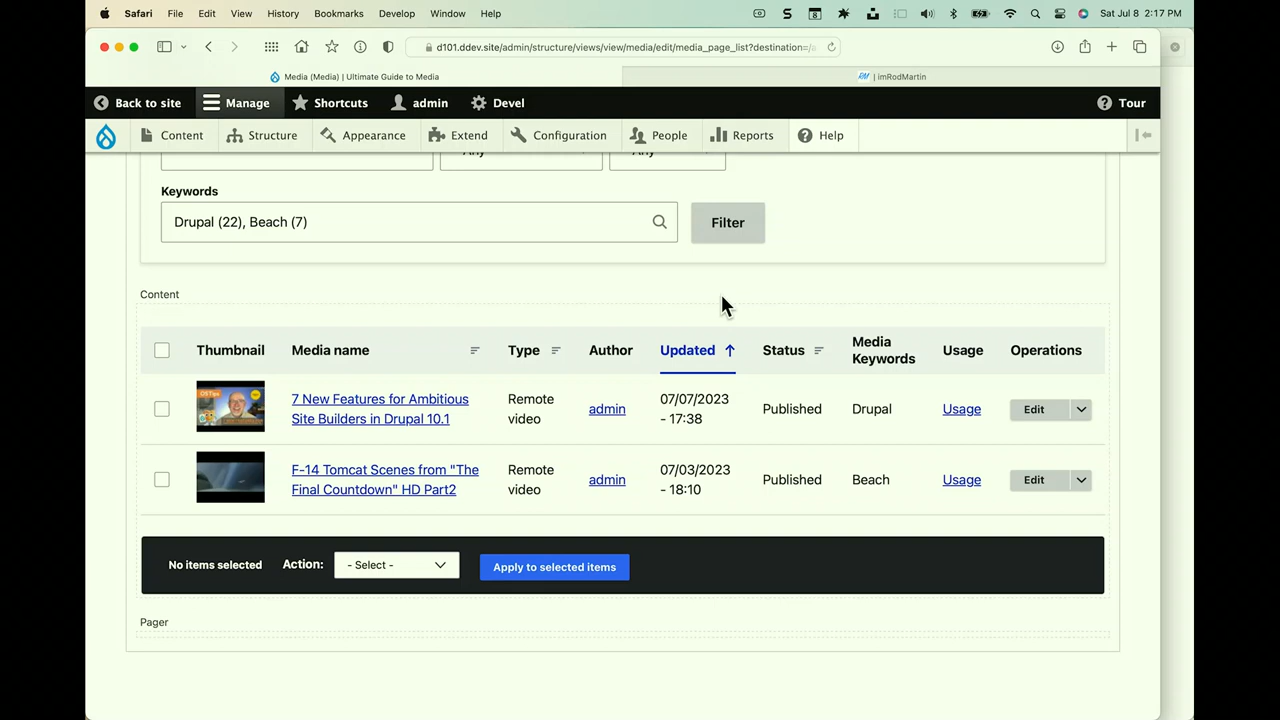 Safari File Edit View History Bookmarks Develop Window Help Sat Jul 8 2:17 PM
d101.ddev.site/admin/structure/views/view/media/edit/media_page_list?destination=/
Media (Media) | Ultimate Guide to Media
| imRodMartin
Back to site Manage Shortcuts admin Devel Tour
Content Structure Appearance Extend Configuration People Reports Help
Keywords
Drupal (22), Beach (7)
Filter
Content
Thumbnail Media name Type Author Updated Status Media Keywords Usage Operations
7 New Features for Ambitious
Site Builders in Drupal 10.1
Remote
video
admin
07/07/2023
- 17:38
Published
Drupal
Usage
Edit
F-14 Tomcat Scenes from "The
Final Countdown" HD Part2
Remote
video
admin
07/03/2023
- 18:10
Published
Beach
Usage
Edit
No items selected Action: - Select - Apply to selected items
Pager